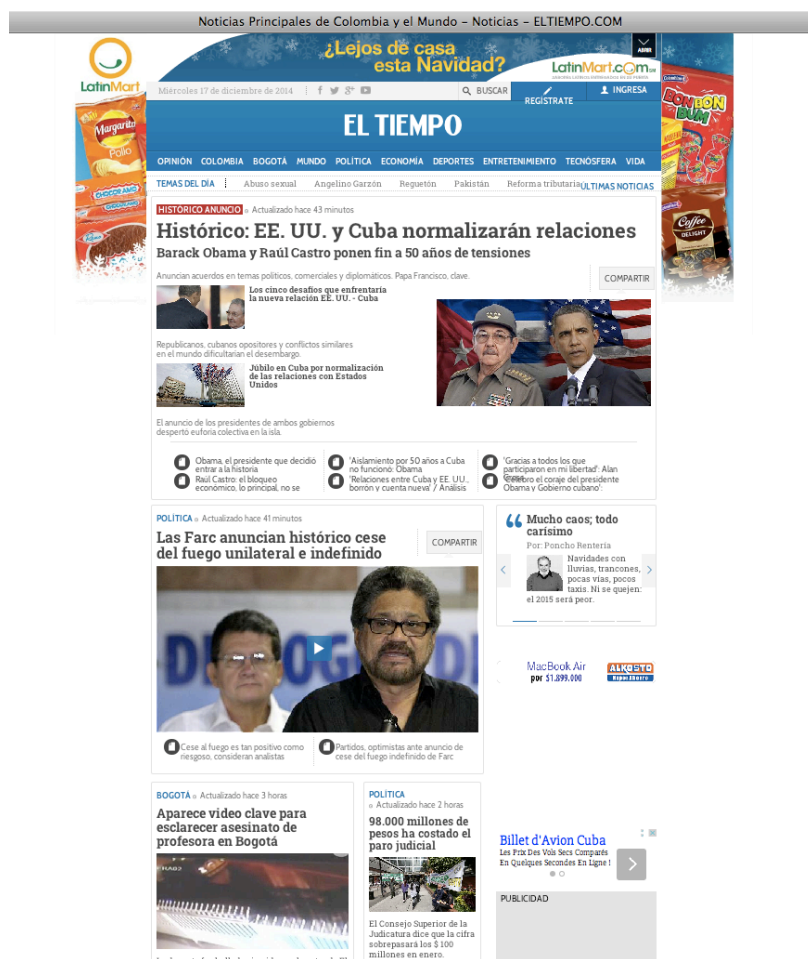 Noticias Principales de Colombia y el Mundo – Noticias – ELTIEMPO.COM
¿Lejos de casa
esta Navidad?
ABRIR
LatinMart
LatinMart.Com
Miércoles 17 de diciembre de 2014
BUSCAR
REGÍSTRATE
INGRESA
EL TIEMPO
OPINIÓN COLOMBIA BOGOTÁ MUNDO POLÍTICA ECONOMÍA DEPORTES ENTRETENIMIENTO TECNÓSFERA VIDA
TEMAS DEL DÍA Abuso sexual Angelino Garzón Reguetón Pakistán Reforma tributaria ÚLTIMAS NOTICIAS
Margarita
Pollo
CHOCORAMO
BON BON
BUM
Coffee
DELIGHT
HISTÓRICO ANUNCIO Actualizado hace 43 minutos
Histórico: EE. UU. y Cuba normalizarán relaciones
Barack Obama y Raúl Castro ponen fin a 50 años de tensiones
Anuncian acuerdos en temas políticos, comerciales y diplomáticos. Papa Francisco, clave.
COMPARTIR
Los cinco desafíos que enfrentaría
la nueva relación EE. UU. - Cuba
Republicanos, cubanos opositores y conflictos similares
en el mundo dificultarían el desembargo.
Júbilo en Cuba por normalización
de las relaciones con Estados
Unidos
El anuncio de los presidentes de ambos gobiernos
despertó euforia colectiva en la isla.
Obama, el presidente que decidió
entrar a la historia
Raúl Castro: el bloqueo
económico, lo principal, no se
'Aislamiento por 50 años a Cuba
no funcionó: Obama
'Relaciones entre Cuba y EE. UU.,
borrón y cuenta nueva' / Análisis
'Gracias a todos los que
participaron en mi libertad': Alan
el coraje del presidente
Obama y Gobierno cubano':
POLÍTICA Actualizado hace 41 minutos
Las Farc anuncian histórico cese
del fuego unilateral e indefinido
COMPARTIR
Cese al fuego es tan positivo como
riesgoso, consideran analistas
Partidos, optimistas ante anuncio de
cese del fuego indefinido de Farc
Mucho caos; todo
carísimo
Por: Poncho Rentería
Navidades con
lluvias, trancones,
pocas vías, pocos
taxis. Ni se quejen:
el 2015 será peor.
MacBook Air
por $1.899.000
ALKOSTO
BOGOTÁ Actualizado hace 3 horas
Aparece video clave para
esclarecer asesinato de
profesora en Bogotá
POLÍTICA
Actualizado hace 2 horas
98.000 millones de
pesos ha costado el
paro judicial
El Consejo Superior de la
Judicatura dice que la cifra
sobrepasará los $ 100
millones en enero.
Billet d'Avion Cuba
Les Prix Des Vols Secs Comparés
En Quelques Secondes En Ligne !
PUBLICIDAD